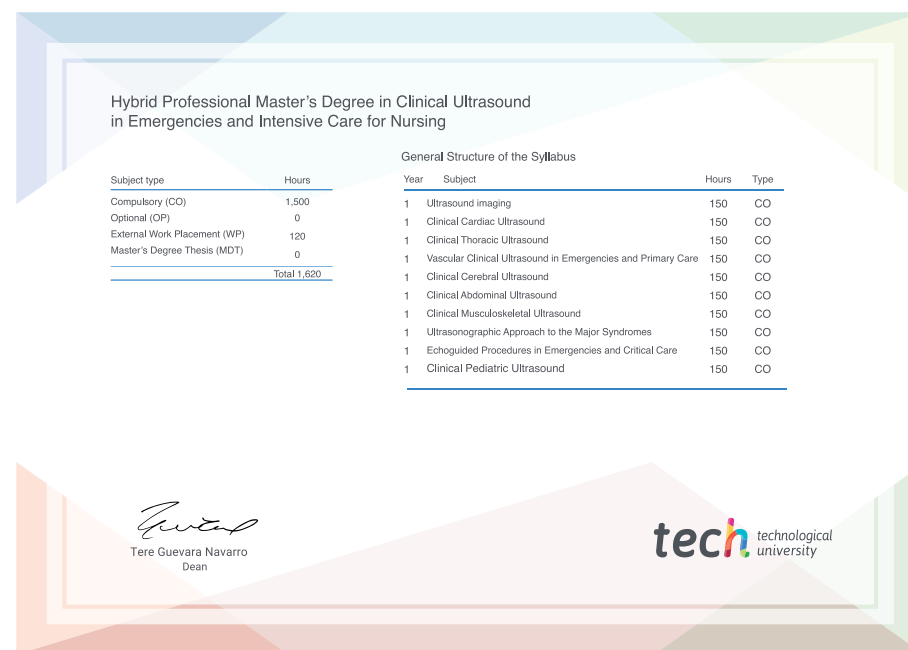 Hybrid Professional Master's Degree in Clinical Ultrasound
in Emergencies and Intensive Care for Nursing
Subject type Hours
Compulsory (CO) 1,500
Optional (OP) 0
External Work Placement (WP) 120
Master's Degree Thesis (MDT) 0
Total 1,620
General Structure of the Syllabus
Year Subject Hours Type
1 Ultrasound imaging 150 CO
1 Clinical Cardiac Ultrasound 150 CO
1 Clinical Thoracic Ultrasound 150 CO
1 Vascular Clinical Ultrasound in Emergencies and Primary Care 150 CO
1 Clinical Cerebral Ultrasound 150 CO
1 Clinical Abdominal Ultrasound 150 CO
1 Clinical Musculoskeletal Ultrasound 150 CO
1 Ultrasonographic Approach to the Major Syndromes 150 CO
1 Echoguided Procedures in Emergencies and Critical Care 150 CO
1 Clinical Pediatric Ultrasound 150 CO
Tere Guevara Navarro
Dean
tech technological
university